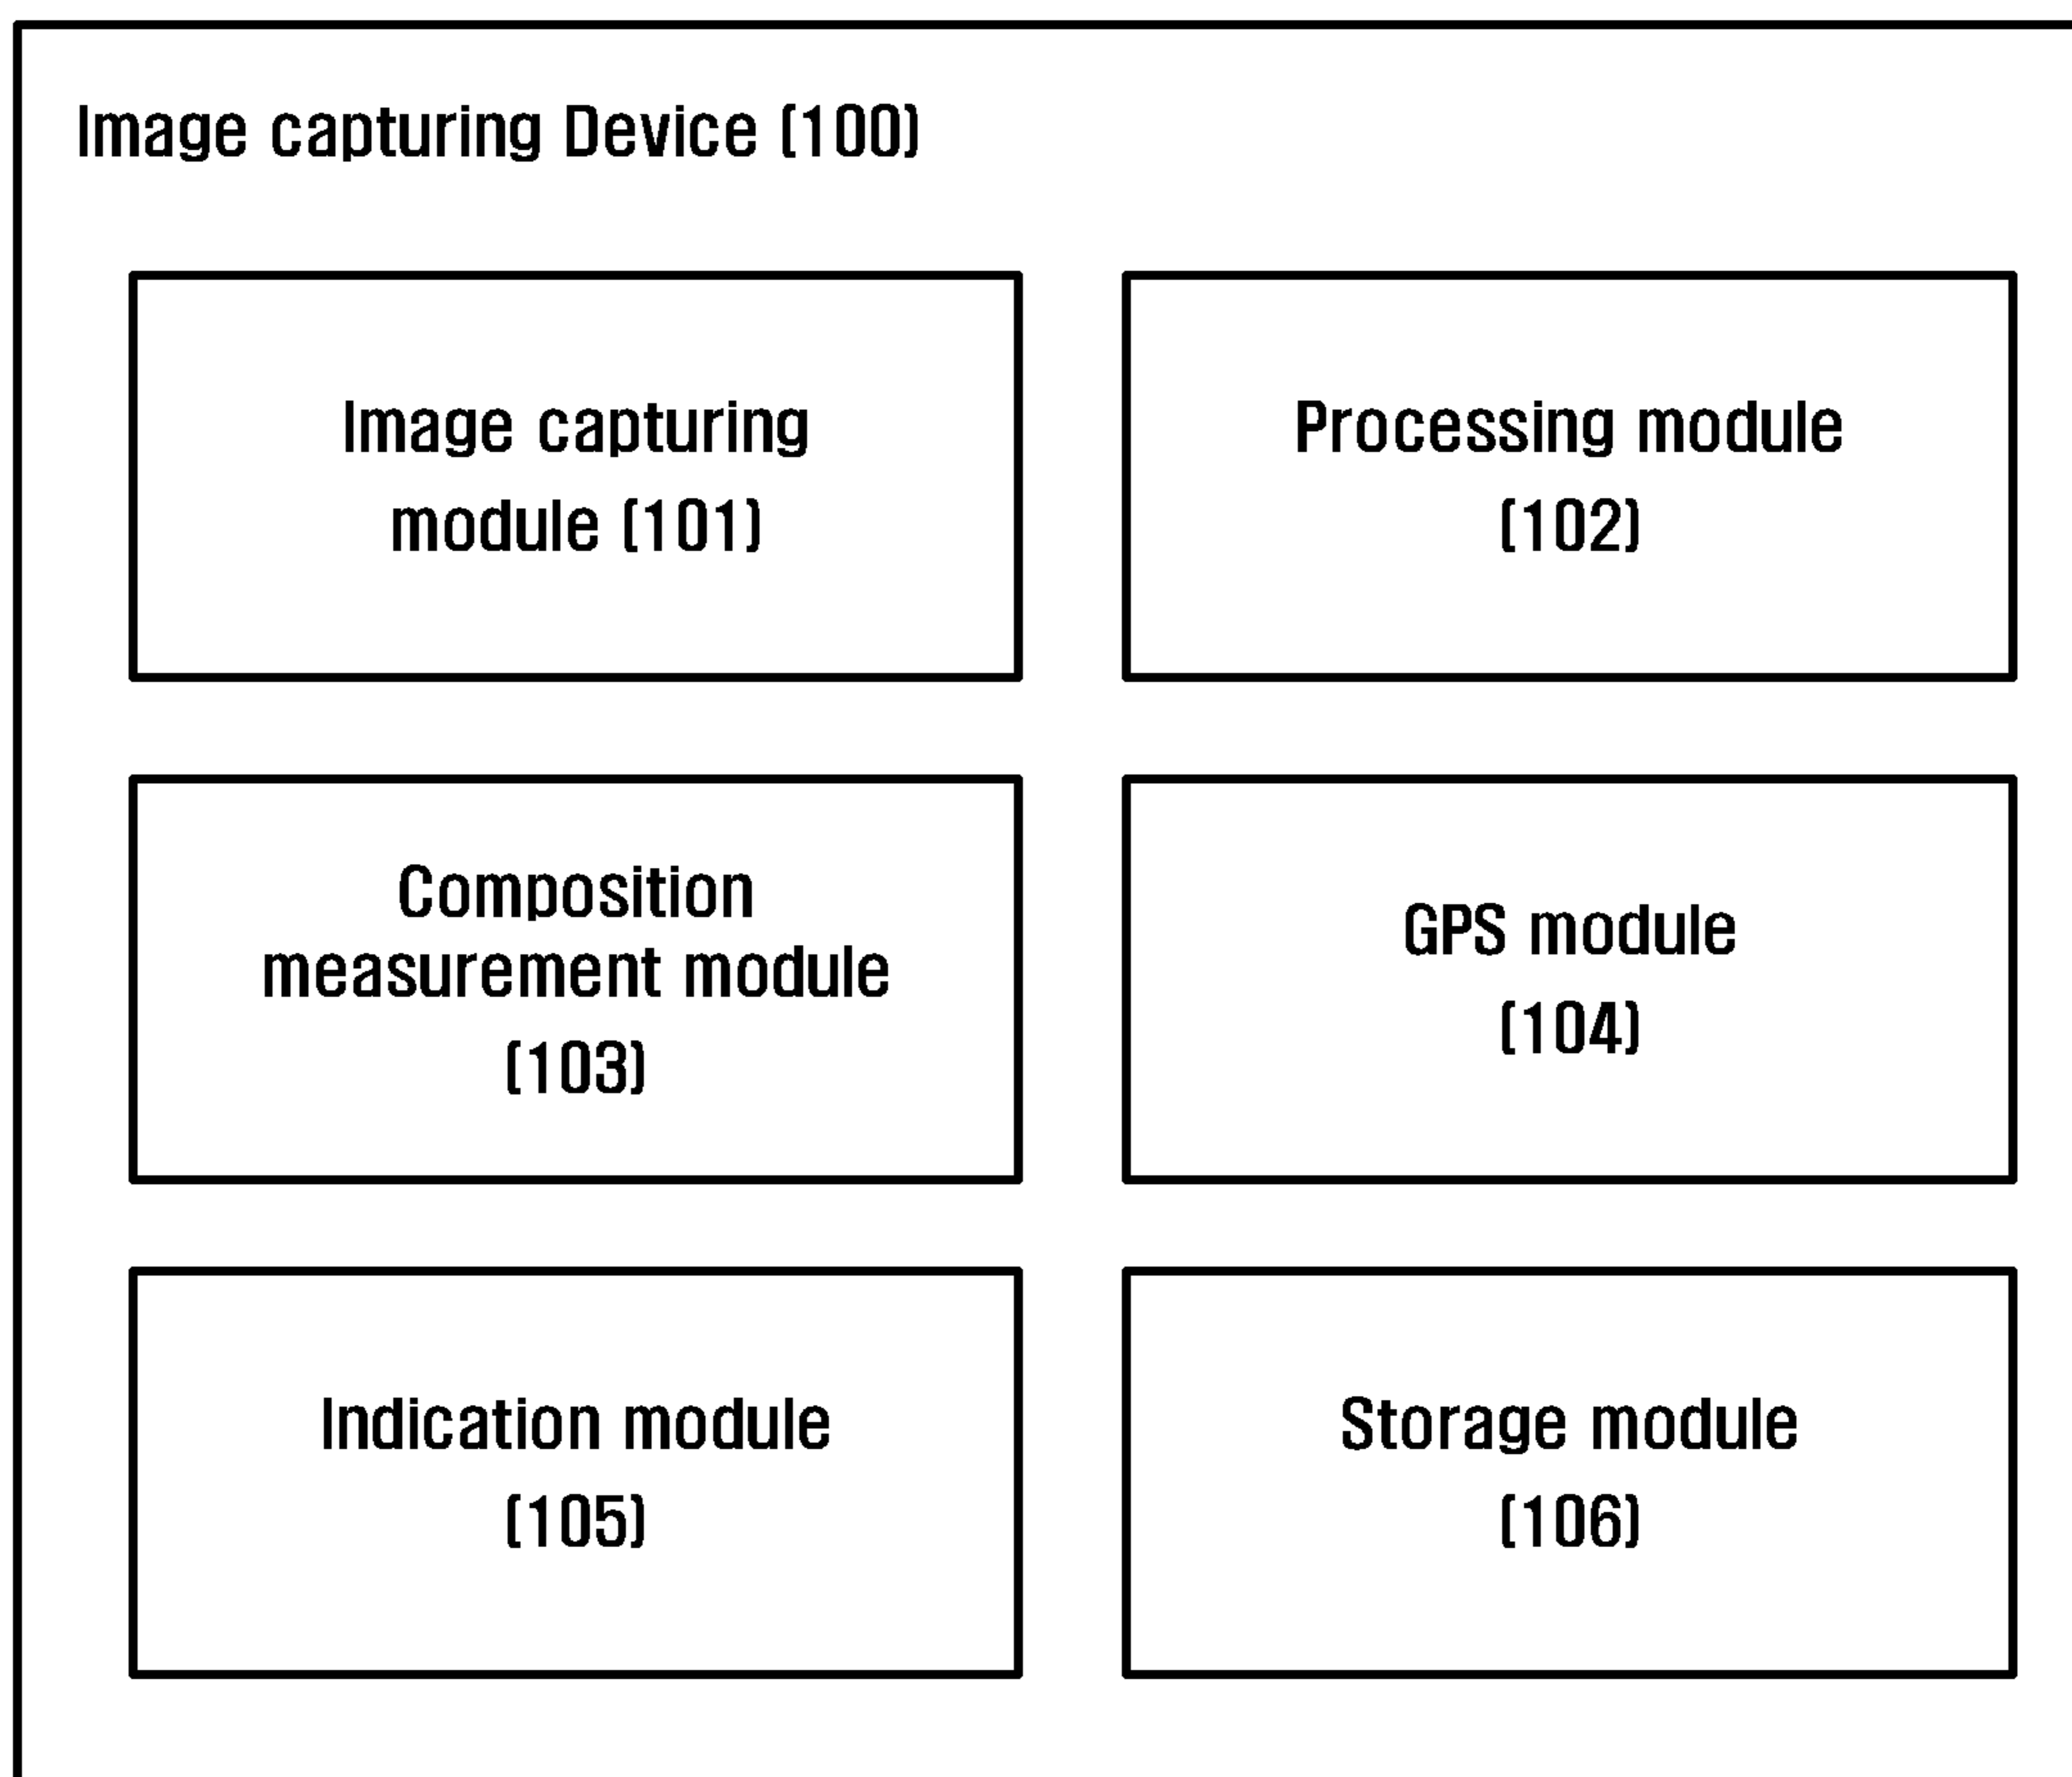 Image capturing Device (100)
Image capturing
module (101)
Processing module
(102)
Composition
measurement module
(103)
GPS module
(104)
Indication module
(105)
Storage module
(106)